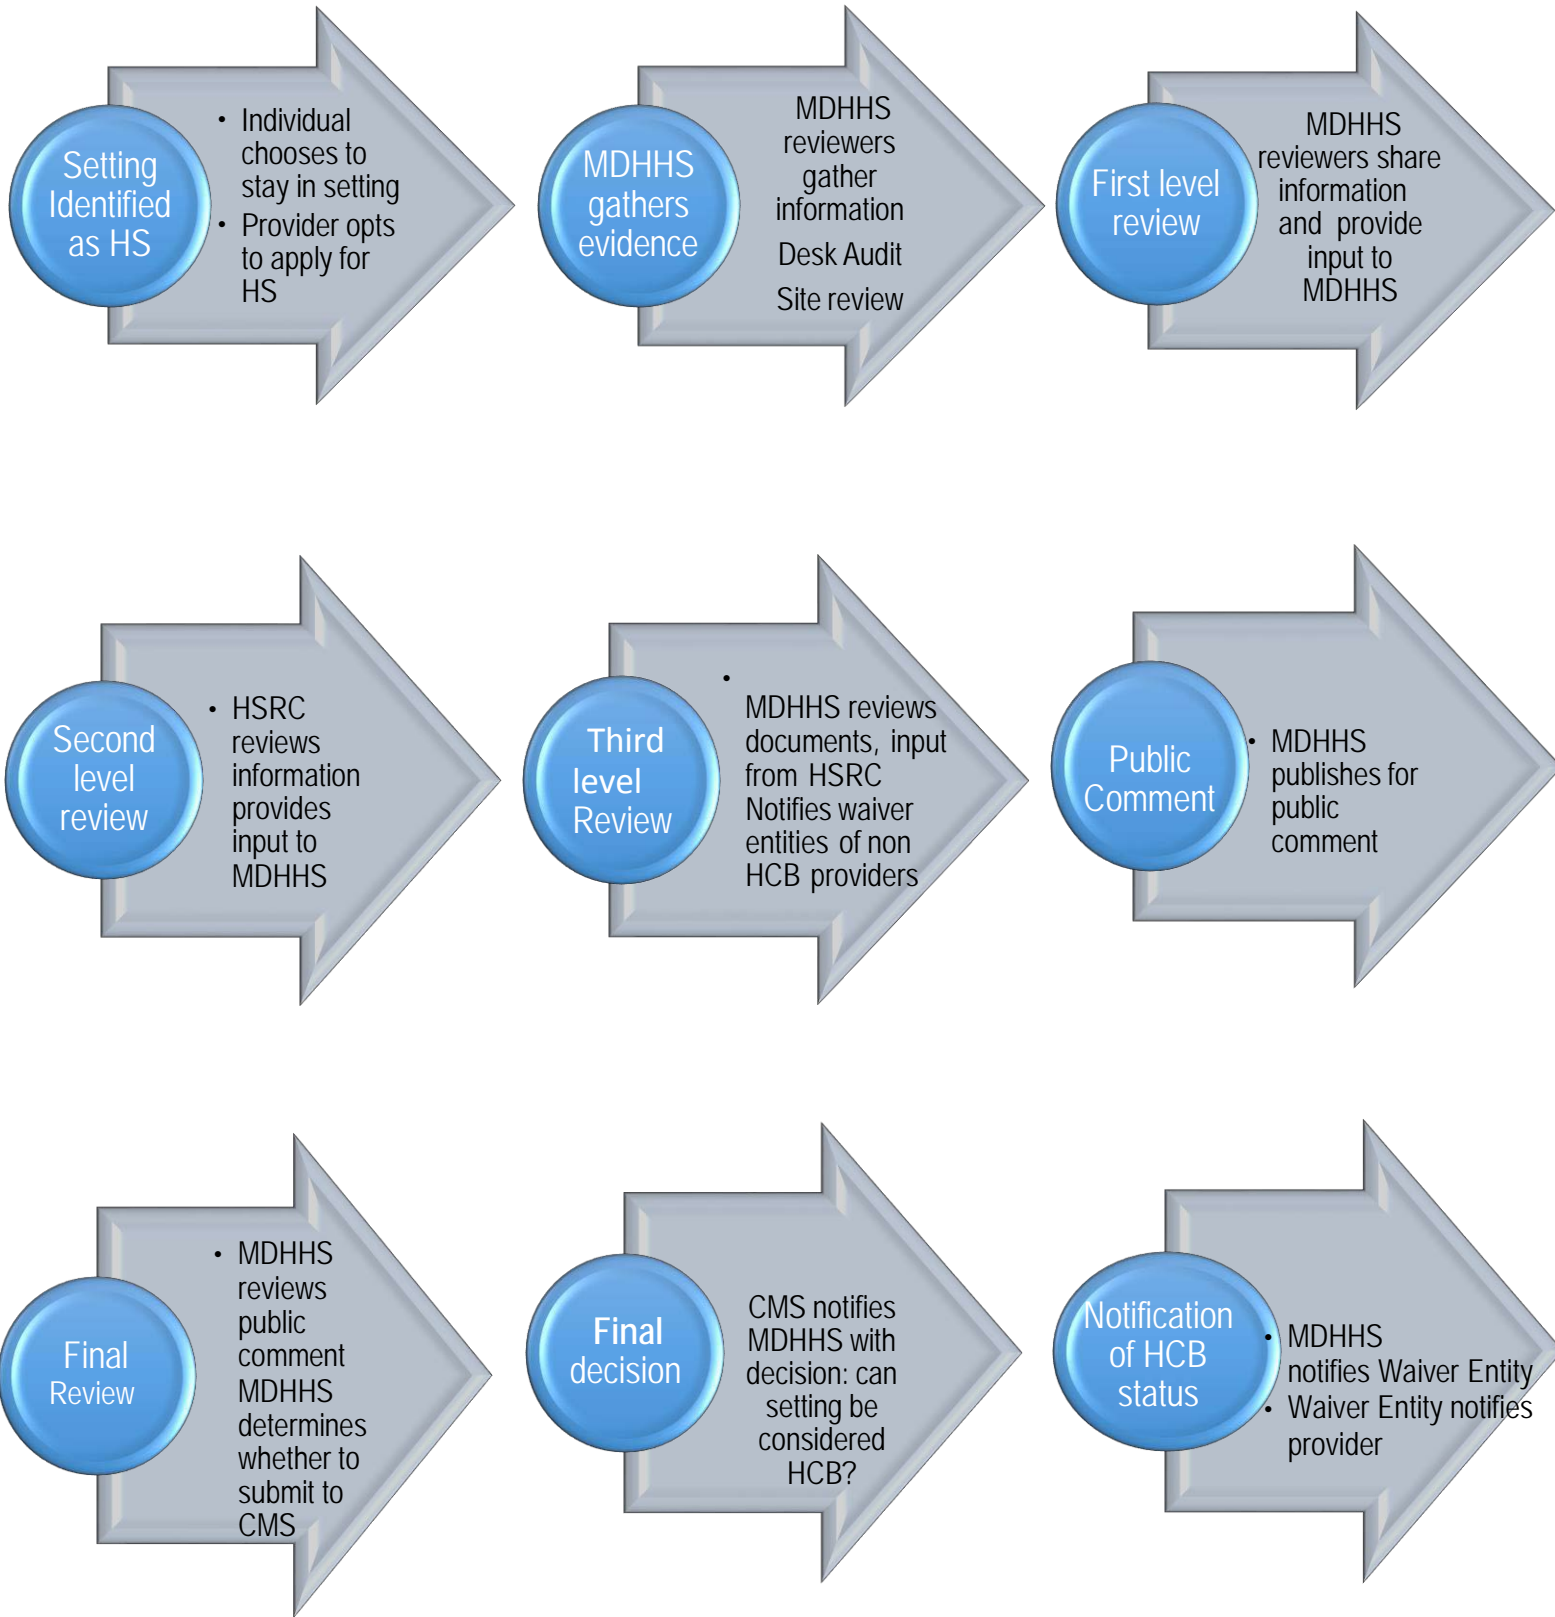 Setting
Identified
as HS
• Individual
chooses to
stay in setting
• Provider opts
to apply for
HS
MDHHS
gathers
evidence
MDHHS
reviewers
gather
information
Desk Audit
Site review
First level
review
MDHHS
reviewers share
information
and provide
input to
MDHHS
Second
level
review
• HSRC
reviews
information
provides
input to
MDHHS
Third
level
Review
•
MDHHS reviews
documents, input
from HSRC
Notifies waiver
entities of non
HCB providers
Public
Comment
• MDHHS
publishes for
public
comment
Final
Review
• MDHHS
reviews
public
comment
MDHHS
determines
whether to
submit to
CMS
Final
decision
CMS notifies
MDHHS with
decision: can
setting be
considered
HCB?
Notification
of HCB
status
• MDHHS
notifies Waiver Entity
• Waiver Entity notifies
provider